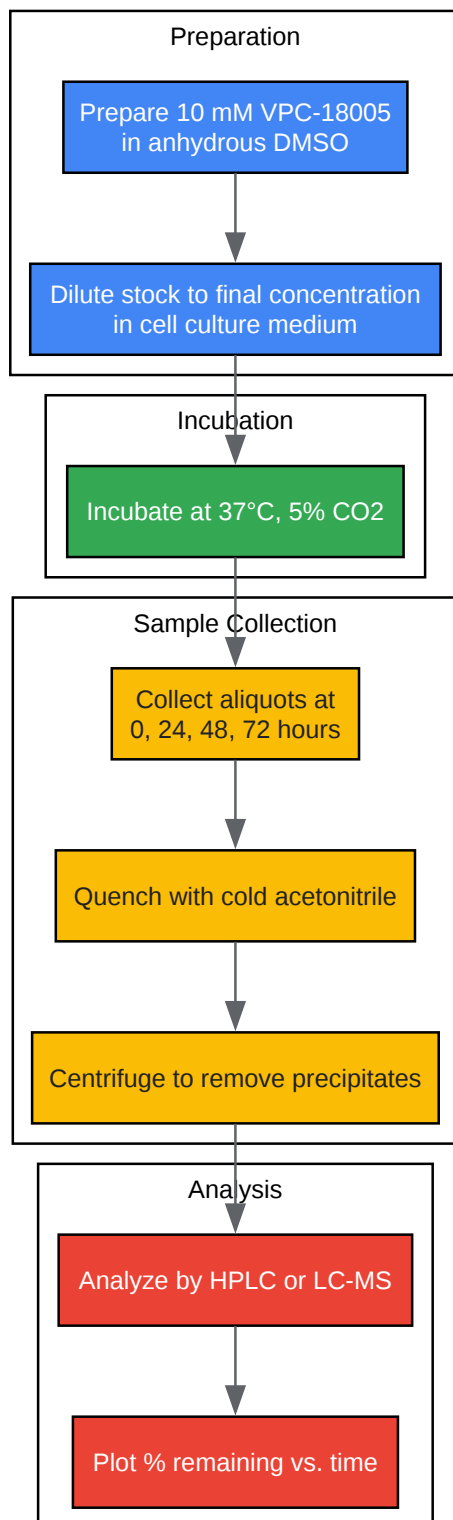 Preparation
Prepare 10 mM VPC-18005
in anhydrous DMSO
Dilute stock to final concentration
in cell culture medium
Incubation
Incubate at 37°C, 5% CO2
Sample Collection
Collect aliquots at
0, 24, 48, 72 hours
Quench with cold acetonitrile
Centrifuge to remove precipitates
Analysis
Analyze by HPLC or LC-MS
Plot % remaining vs. time